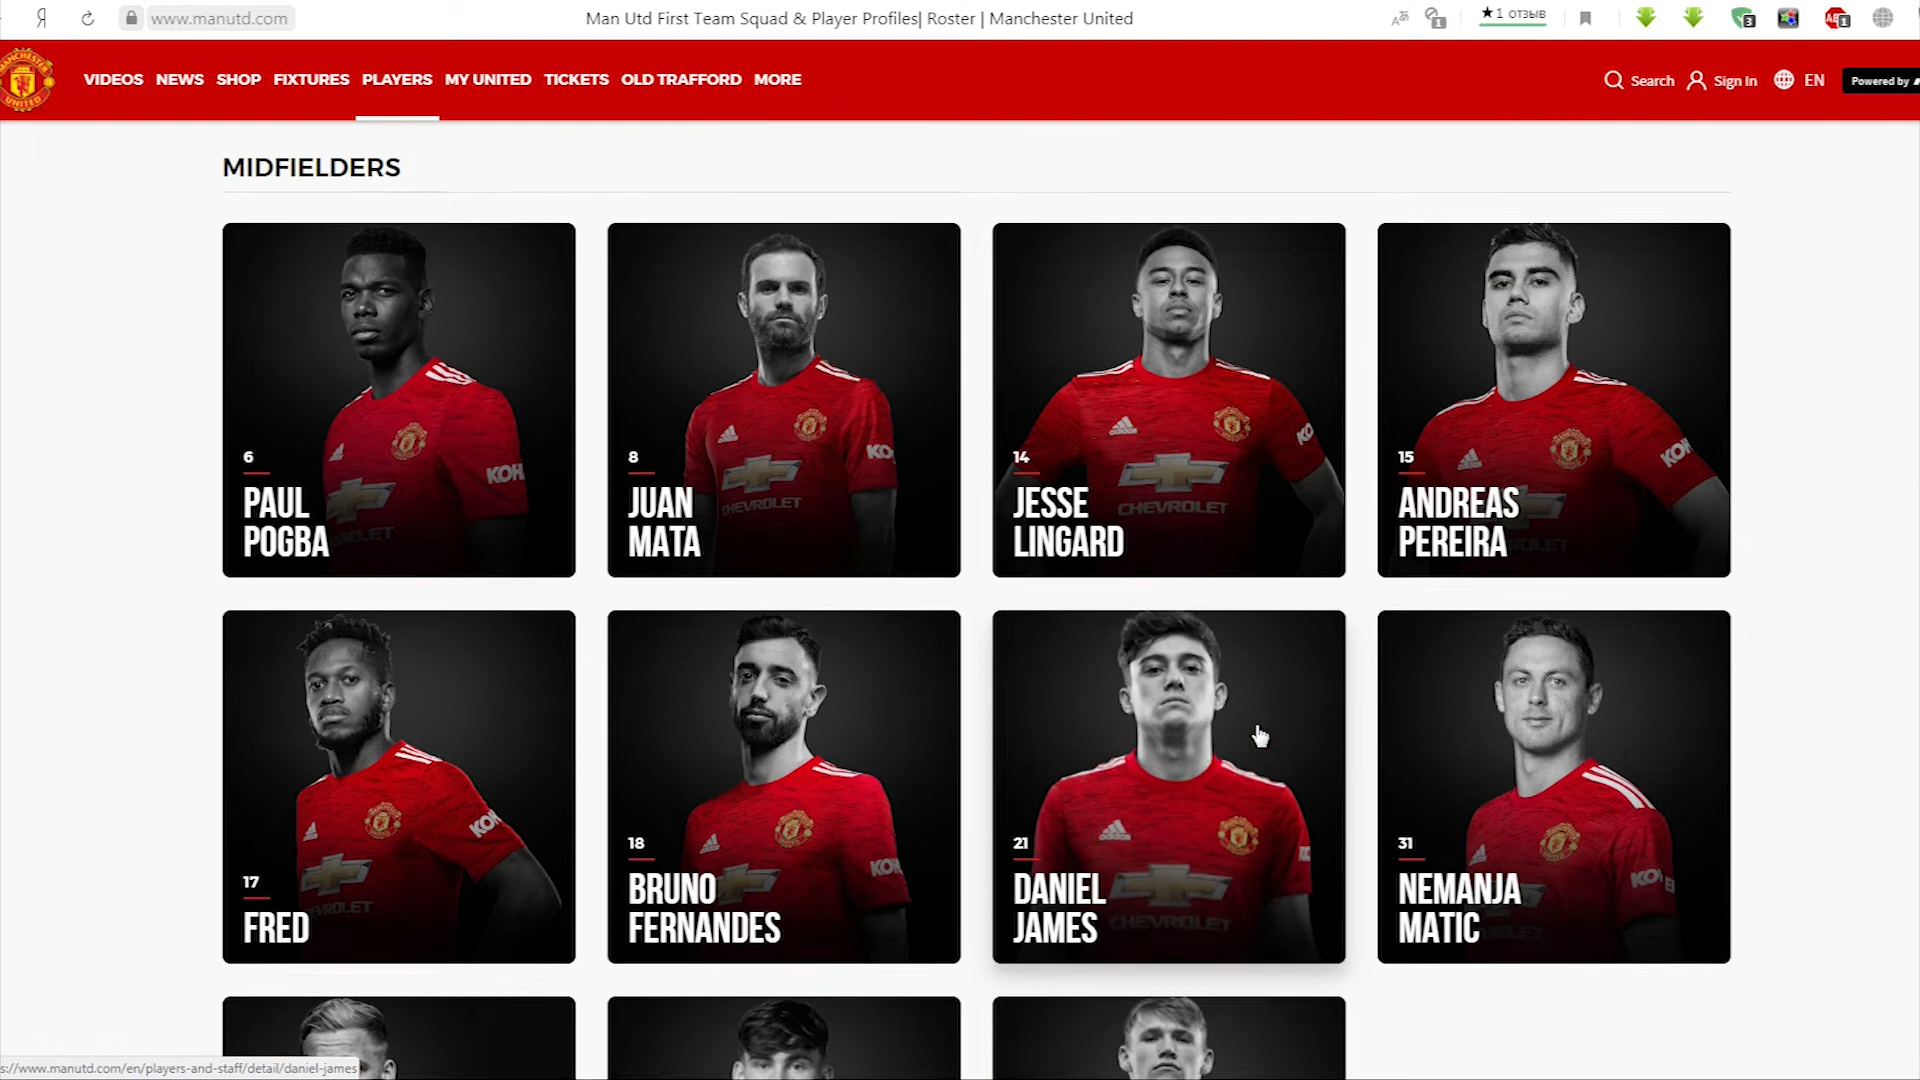 www.manutd.com
Man Utd First Team Squad & Player Profiles| Roster | Manchester United
★1 отзыв
VIDEOS NEWS SHOP FIXTURES PLAYERS MY UNITED TICKETS OLD TRAFFORD MORE
Search Sign In EN Powered by
MIDFIELDERS
6
PAUL
POGBA
8
JUAN
MATA
14
JESSE
LINGARD
15
ANDREAS
PEREIRA
CHEVROLET
CHEVROLET
17
FRED
18
BRUNO
FERNANDES
21
DANIEL
JAMES
31
NEMANJA
MATIC
CHEVROLET
s://www.manutd.com/en/players-and-staff/detail/daniel-james